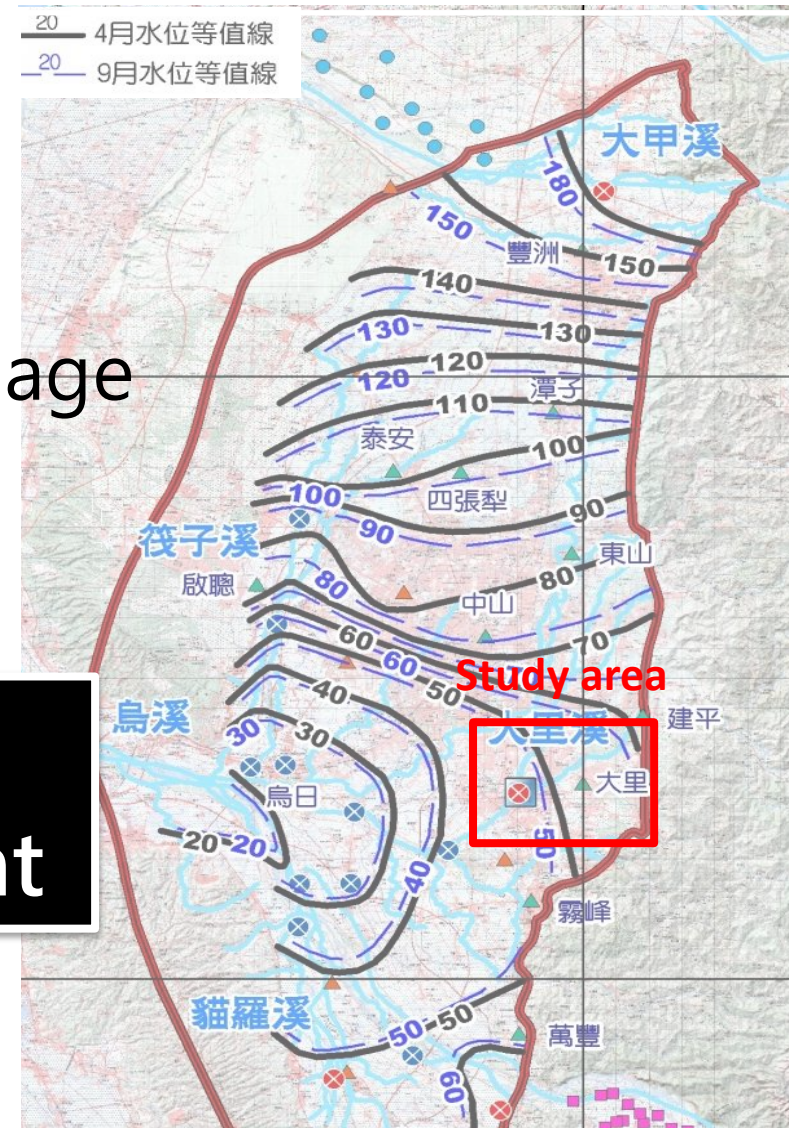 20 4月水位等值線
20 9月水位等值線
大甲溪
180
150
豐洲
150
140
130
130
age
120
120
潭子
110
泰安
100
四張犁
100
90
90
筏子溪
東山
啟聰
80
80
中山
70
60
60
50
Study area
40
大里溪
建平
烏溪
30
30
烏日
大里
20
20
50
40
nt
霧峰
貓羅溪
50
50
萬豐
60